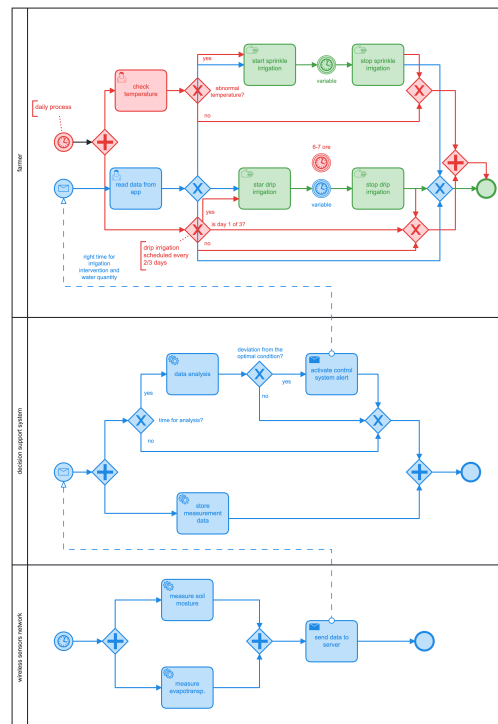 farmer
daily process
check
temperature
yes
abnormal
temperature?
no
start sprinkle
irrigation
variable
stop sprinkle
irrigation
6-7 ore
read data from
app
star drip
irrigation
variable
stop drip
irrigation
yes
is day 1 of 3?
no
drip irrigation
scheduled every
2/3 days
right time for
irrigation
intervention and
water quantity
decision support system
deviation from the
optimal condition?
data analysis
yes
activate control
system alert
yes
no
time for analysis?
no
store
measurement
data
wireless sensors network
measure soil
mosture
send data to
server
measure
evapotransp.